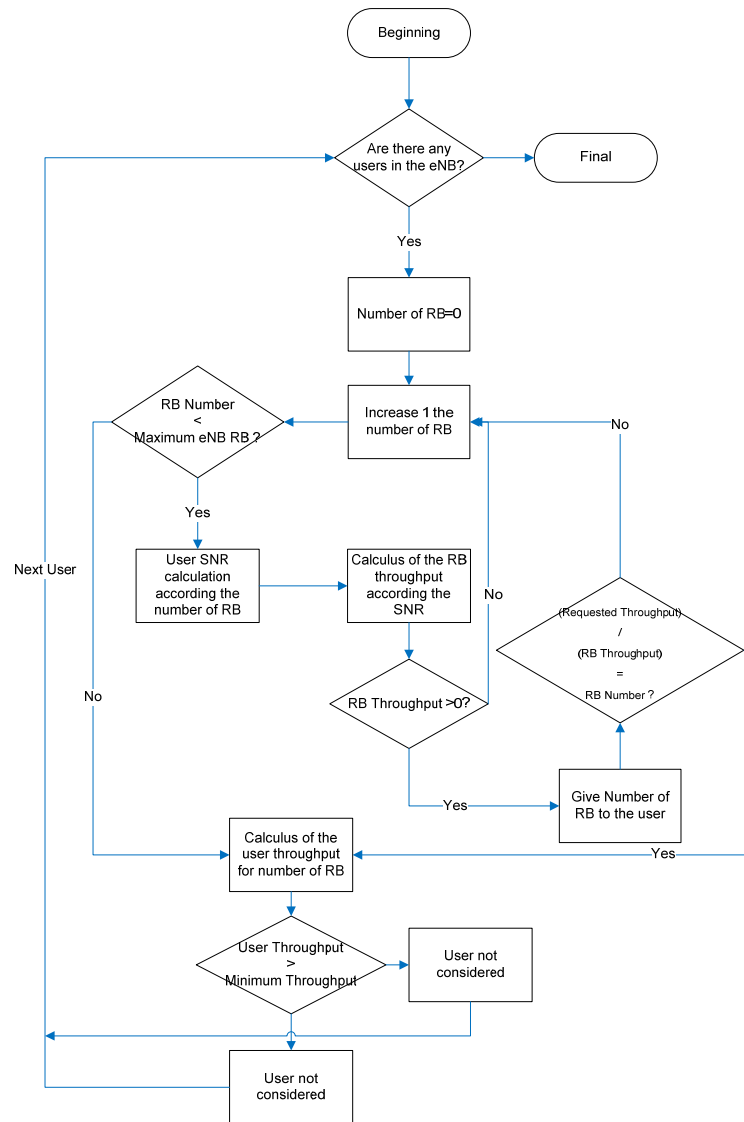 Beginning
Are there any
users in the eNB?
Final
Yes
Number of RB=0
RB Number
<
Maximum eNB RB ?
Increase 1 the
number of RB
No
Yes
User SNR
calculation
according the
number of RB
Calculus of the RB
throughput
according the
SNR
No
Next User
(Requested Throughput)
/
(RB Throughput)
=
RB Number ?
No
RB Throughput >0?
Yes
Give Number of
RB to the user
Calculus of the
user throughput
for number of RB
Yes
User Throughput
>
Minimum Throughput
User not
considered
User not
considered